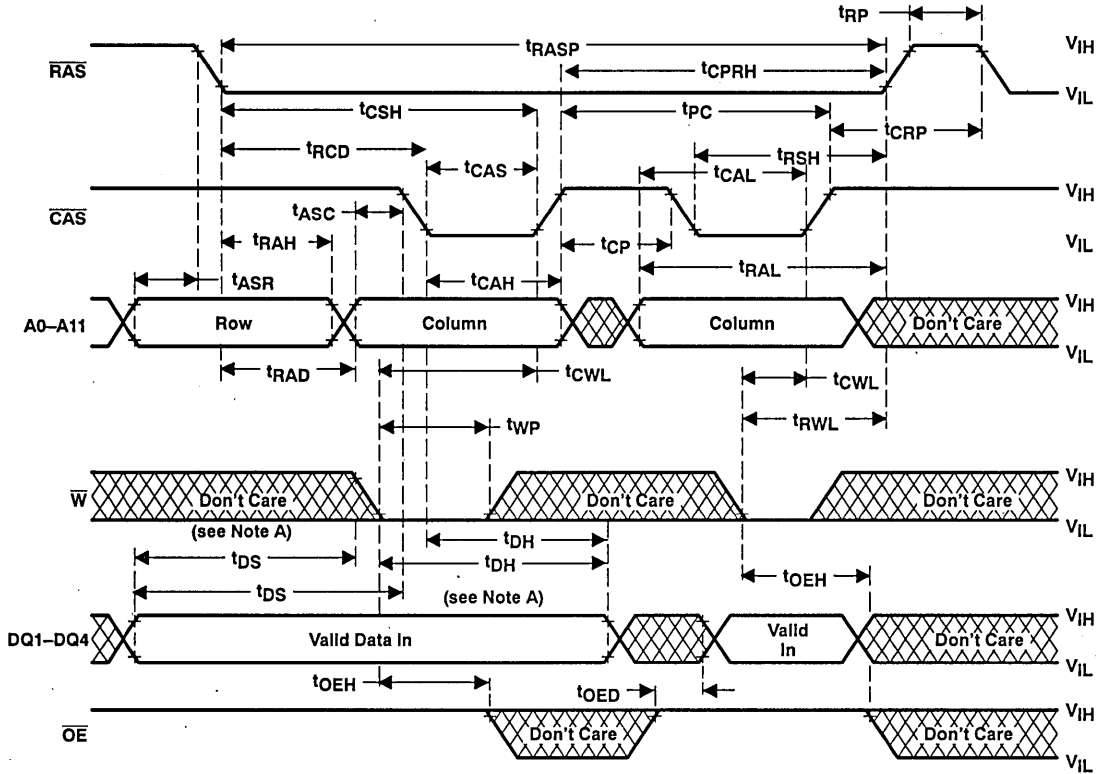 tRP
tRASP
VIH
RAS
tCPRH
VIL
tCSH
tPC
tCRP
tRCD
tRSH
tCAS
tCAL
VIH
CAS
tASC
tRAH
tCP
VIL
tASR
tCAH
tRAL
VIH
A0–A11
Row
Column
Column
Don't Care
VIL
tRAD
tCWL
tCWL
tWP
tRWL
VIH
W
Don't Care
Don't Care
Don't Care
VIL
(see Note A)
tDH
tDS
tDH
tOEH
tDS
(see Note A)
VIH
DQ1–DQ4
Valid Data In
Valid In
Don't Care
VIL
tOEH
tOED
VIH
OE
Don't Care
Don't Care
VIL